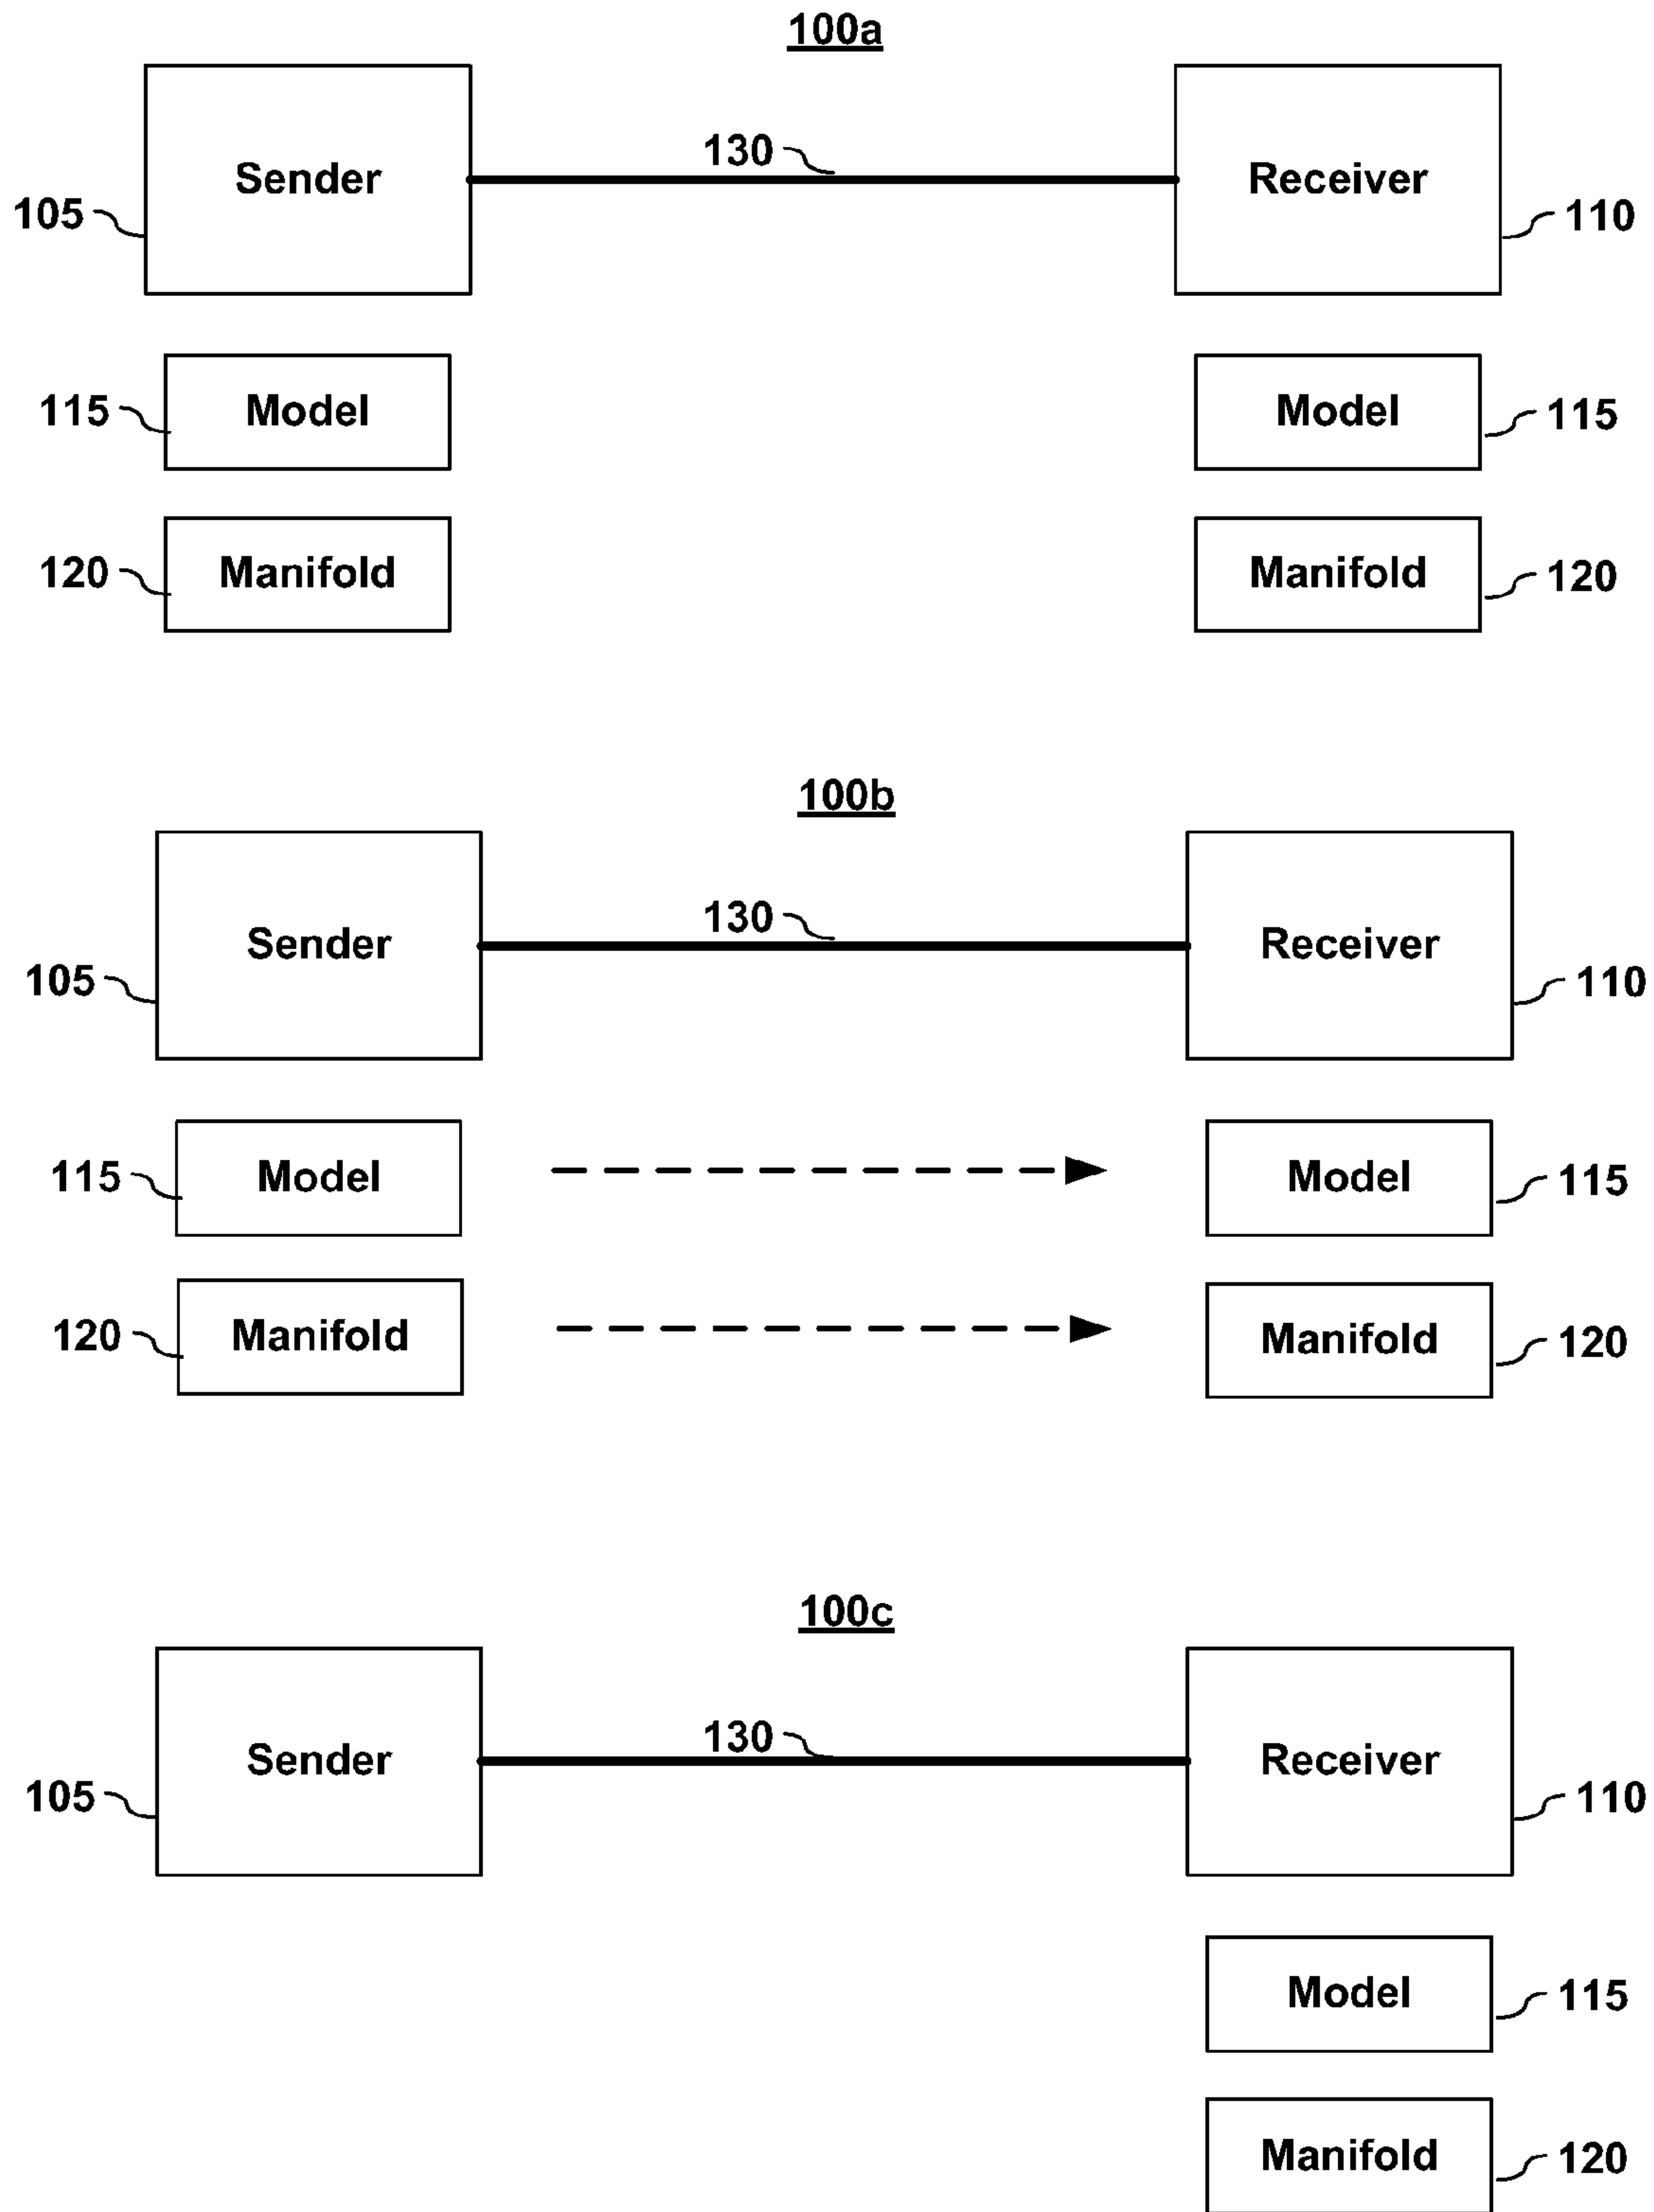 100a
Sender
130
Receiver
105
110
115
Model
Model
115
120
Manifold
Manifold
120
100b
Sender
130
Receiver
105
110
115
Model
Model
115
120
Manifold
Manifold
120
100c
Sender
130
Receiver
105
110
Model
115
Manifold
120